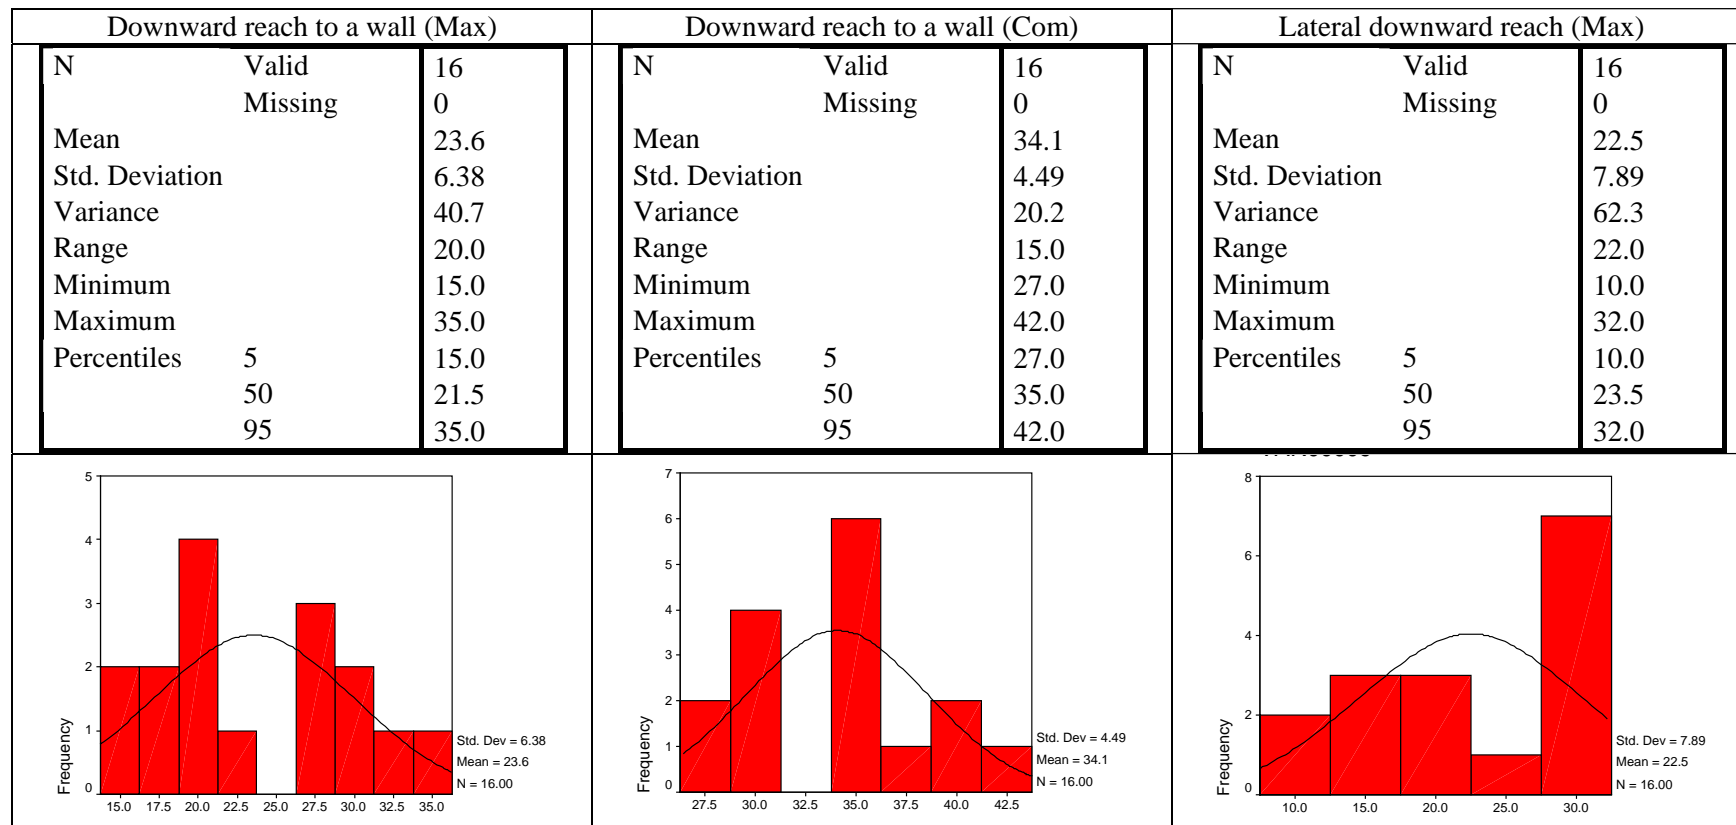 Downward reach to a wall (Max)
N Valid 16
Missing 0
Mean 23.6
Std. Deviation 6.38
Variance 40.7
Range 20.0
Minimum 15.0
Maximum 35.0
Percentiles 5 15.0
50 21.5
95 35.0
Downward reach to a wall (Com)
N Valid 16
Missing 0
Mean 34.1
Std. Deviation 4.49
Variance 20.2
Range 15.0
Minimum 27.0
Maximum 42.0
Percentiles 5 27.0
50 35.0
95 42.0
Lateral downward reach (Max)
N Valid 16
Missing 0
Mean 22.5
Std. Deviation 7.89
Variance 62.3
Range 22.0
Minimum 10.0
Maximum 32.0
Percentiles 5 10.0
50 23.5
95 32.0
5
4
3
2
1
0
Frequency
15.0 17.5 20.0 22.5 25.0 27.5 30.0 32.5 35.0
Std. Dev = 6.38
Mean = 23.6
N = 16.00
7
6
5
4
3
2
1
0
Frequency
27.5 30.0 32.5 35.0 37.5 40.0 42.5
Std. Dev = 4.49
Mean = 34.1
N = 16.00
8
6
4
2
0
Frequency
10.0 15.0 20.0 25.0 30.0
Std. Dev = 7.89
Mean = 22.5
N = 16.00